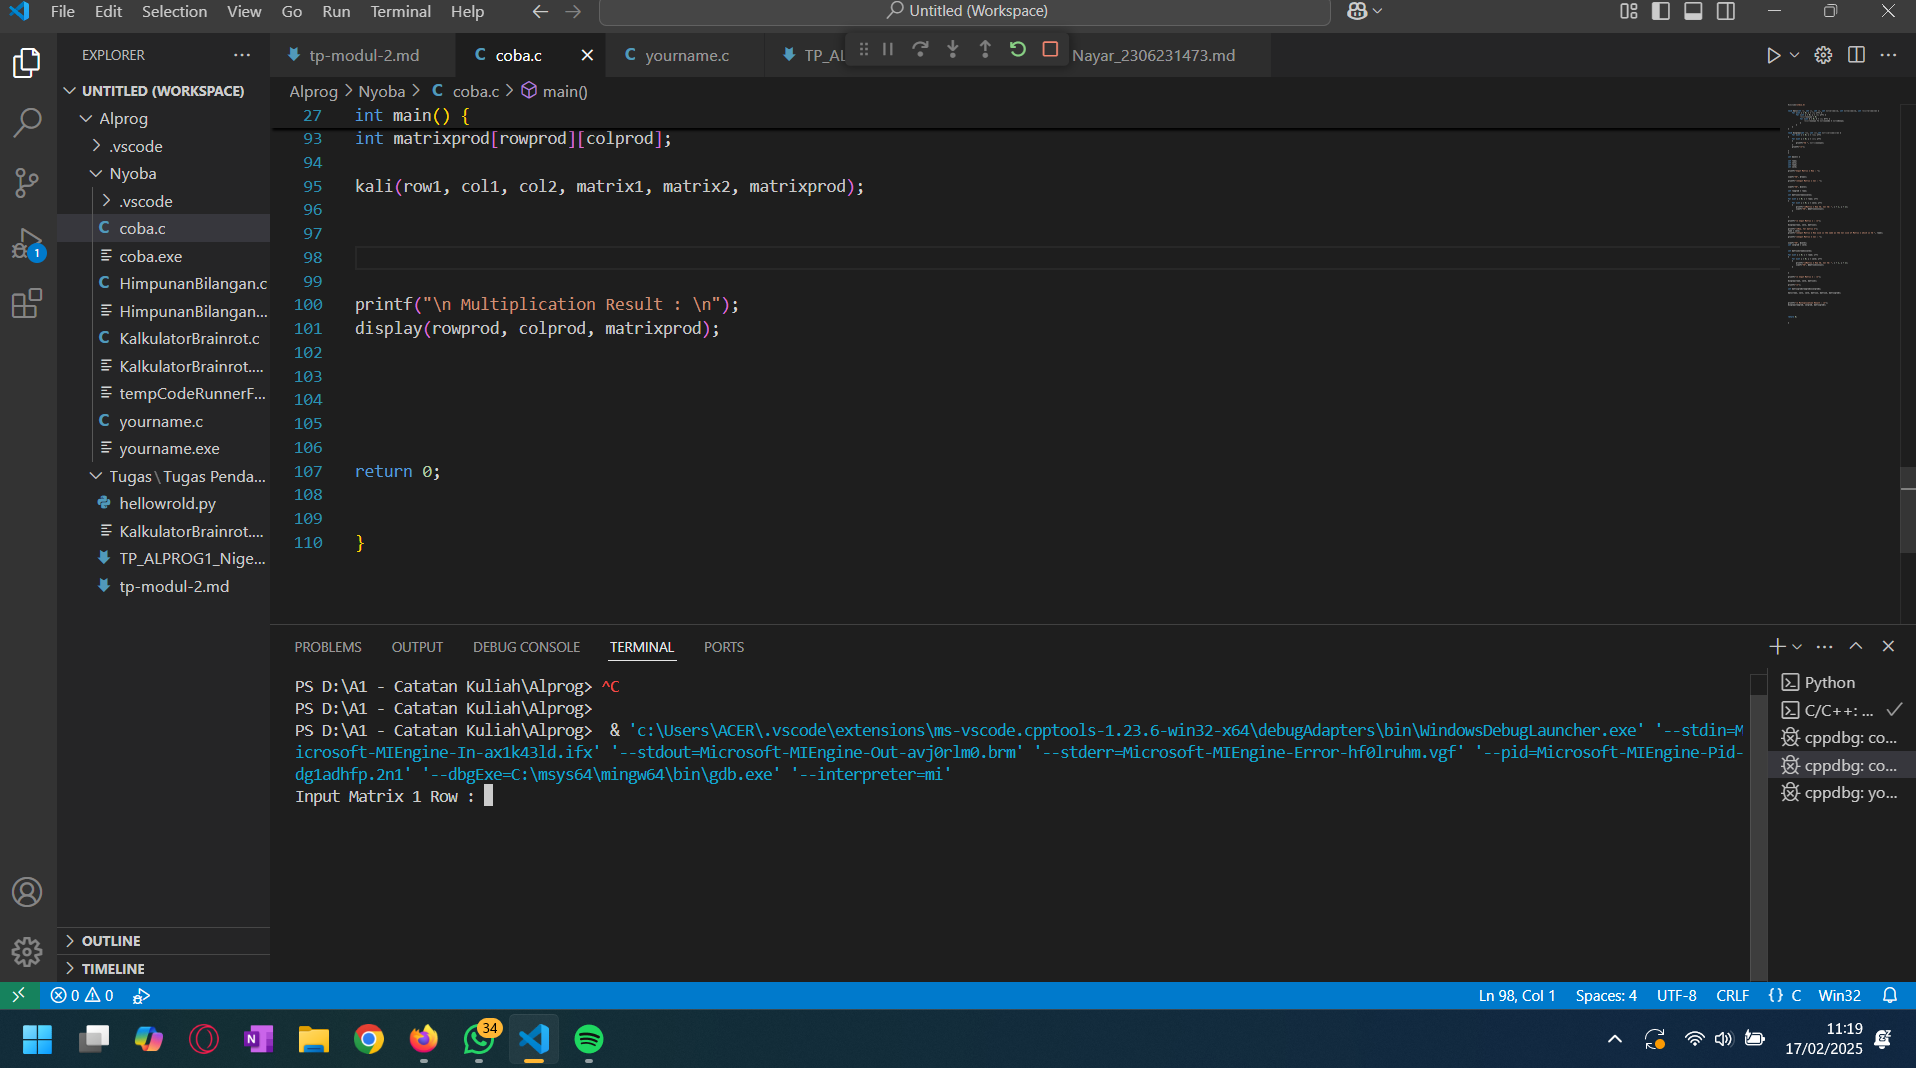 File Edit Selection View Go Run Terminal Help
Untitled (Workspace)
EXPLORER
tp-modul-2.md
C coba.c
C yourname.c
TP_AL
Nayar_2306231473.md
UNTITLED (WORKSPACE)
Alprog
.vscode
Nyoba
.vscode
C coba.c
coba.exe
C HimpunanBilangan.c
HimpunanBilangan...
C KalkulatorBrainrot.c
KalkulatorBrainrot....
tempCodeRunnerF...
C yourname.c
yourname.exe
Tugas\Tugas Penda...
hellowrold.py
KalkulatorBrainrot....
TP_ALPROG1_Nige...
tp-modul-2.md
OUTLINE
TIMELINE
1
Alprog > Nyoba > C coba.c > main()
27 int main() {
93 int matrixprod[rowprod][colprod];
94
95 kali(row1, col1, col2, matrix1, matrix2, matrixprod);
96
97
98
99
100 printf("\n Multiplication Result : \n");
101 display(rowprod, colprod, matrixprod);
102
103
104
105
106
107 return 0;
108
109
110 }
PROBLEMS OUTPUT DEBUG CONSOLE TERMINAL PORTS
PS D:\A1 - Catatan Kuliah\Alprog> ^C
PS D:\A1 - Catatan Kuliah\Alprog>
PS D:\A1 - Catatan Kuliah\Alprog>  & 'c:\Users\ACER\.vscode\extensions\ms-vscode.cpptools-1.23.6-win32-x64\debugAdapters\bin\WindowsDebugLauncher.exe' '--stdin=M
icrosoft-MIEngine-In-ax1k43ld.ifx' '--stdout=Microsoft-MIEngine-Out-avj0rlm0.brm' '--stderr=Microsoft-MIEngine-Error-hf0lruhm.vgf' '--pid=Microsoft-MIEngine-Pid-
dg1adhfp.2n1' '--dbgExe=C:\msys64\mingw64\bin\gdb.exe' '--interpreter=mi'
Input Matrix 1 Row :
Python
C/C++: ...
cppdbg: co...
cppdbg: co...
cppdbg: yo...
0 0
Ln 98, Col 1 Spaces: 4 UTF-8 CRLF {} C Win32
34
11:19
17/02/2025